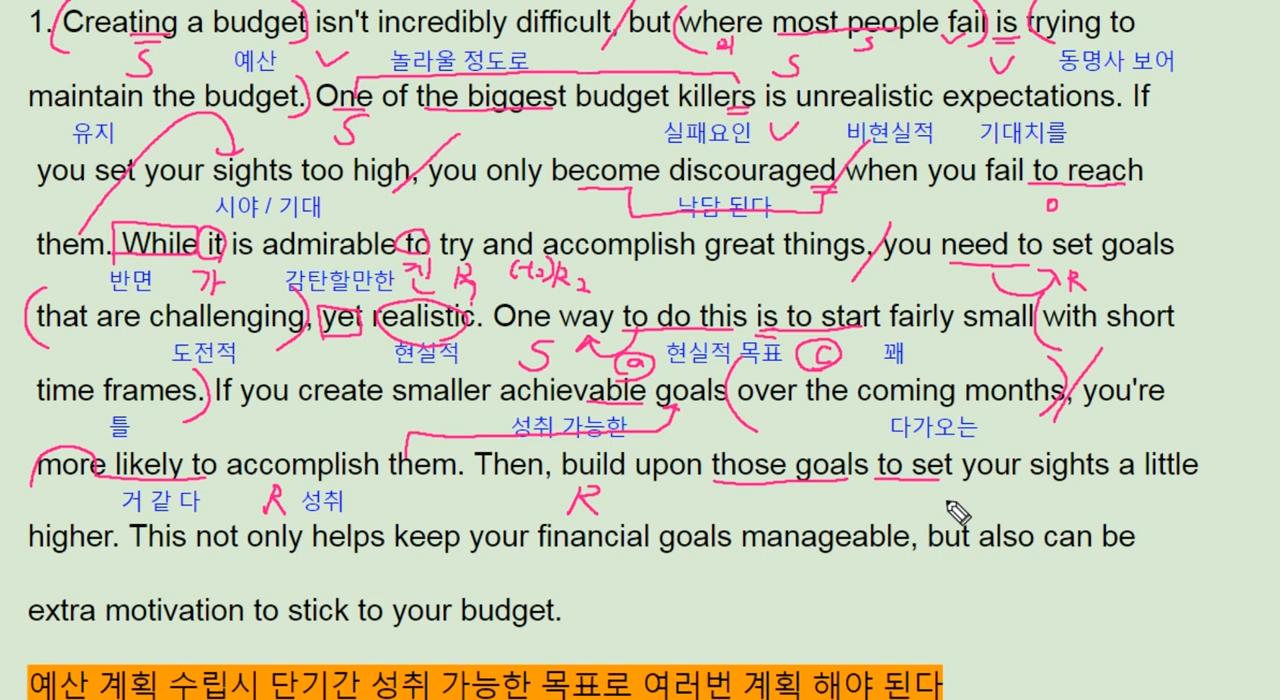 1. Creating a budget isn't incredibly difficult, but where most people fail is trying to
S 예산 V 놀라울 정도로 S V 동명사 보어
maintain the budget. One of the biggest budget killers is unrealistic expectations. If
유지 S 실패요인 V 비현실적 기대치를
you set your sights too high, you only become discouraged when you fail to reach
시야 / 기대 낙담 된다
them. While it is admirable to try and accomplish great things, you need to set goals
반면 가 감탄할만한 진 R (to)R2 R
that are challenging, yet realistic. One way to do this is to start fairly small with short
도전적 현실적 S ⓐ 현실적 목표 ⓒ 꽤
time frames. If you create smaller achievable goals over the coming months, you're
틀 성취 가능한 다가오는
more likely to accomplish them. Then, build upon those goals to set your sights a little
거 같 다 R 성취 R
higher. This not only helps keep your financial goals manageable, but also can be
extra motivation to stick to your budget.
예산 계획 수립시 단기간 성취 가능한 목표로 여러번 계획 해야 된다